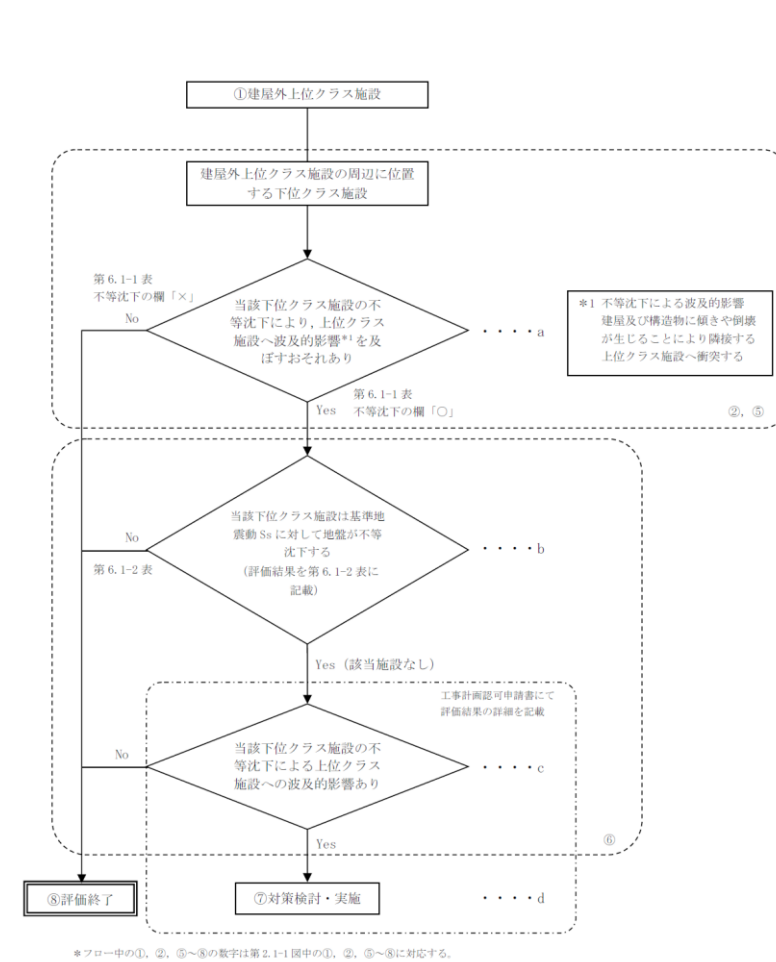 ①建屋外上位クラス施設
建屋外上位クラス施設の周辺に位置
する下位クラス施設
第 6.1-1 表
不等沈下の欄「×」
No
当該下位クラス施設の不
等沈下により，上位クラス
施設へ波及的影響*1 を及
ぼすおそれあり
・・・・a
*1 不等沈下による波及的影響
建屋及び構造物に傾きや倒壊
が生じることにより隣接する
上位クラス施設へ衝突する
Yes
第 6.1-1 表
不等沈下の欄「○」
②，⑤
当該下位クラス施設は基準地
震動 Ss に対して地盤が不等
沈下する
(評価結果を第 6.1-2 表に
記載)
No
第 6.1-2 表
・・・・b
Yes (該当施設なし)
工事計画認可申請書にて
評価結果の詳細を記載
当該下位クラス施設の不
等沈下による上位クラス
施設への波及的影響あり
No
・・・・c
Yes
⑥
⑧評価終了
⑦対策検討・実施
・・・・d
*フロー中の①，②，⑤～⑧の数字は第 2.1-1 図中の①，②，⑤～⑧に対応する。